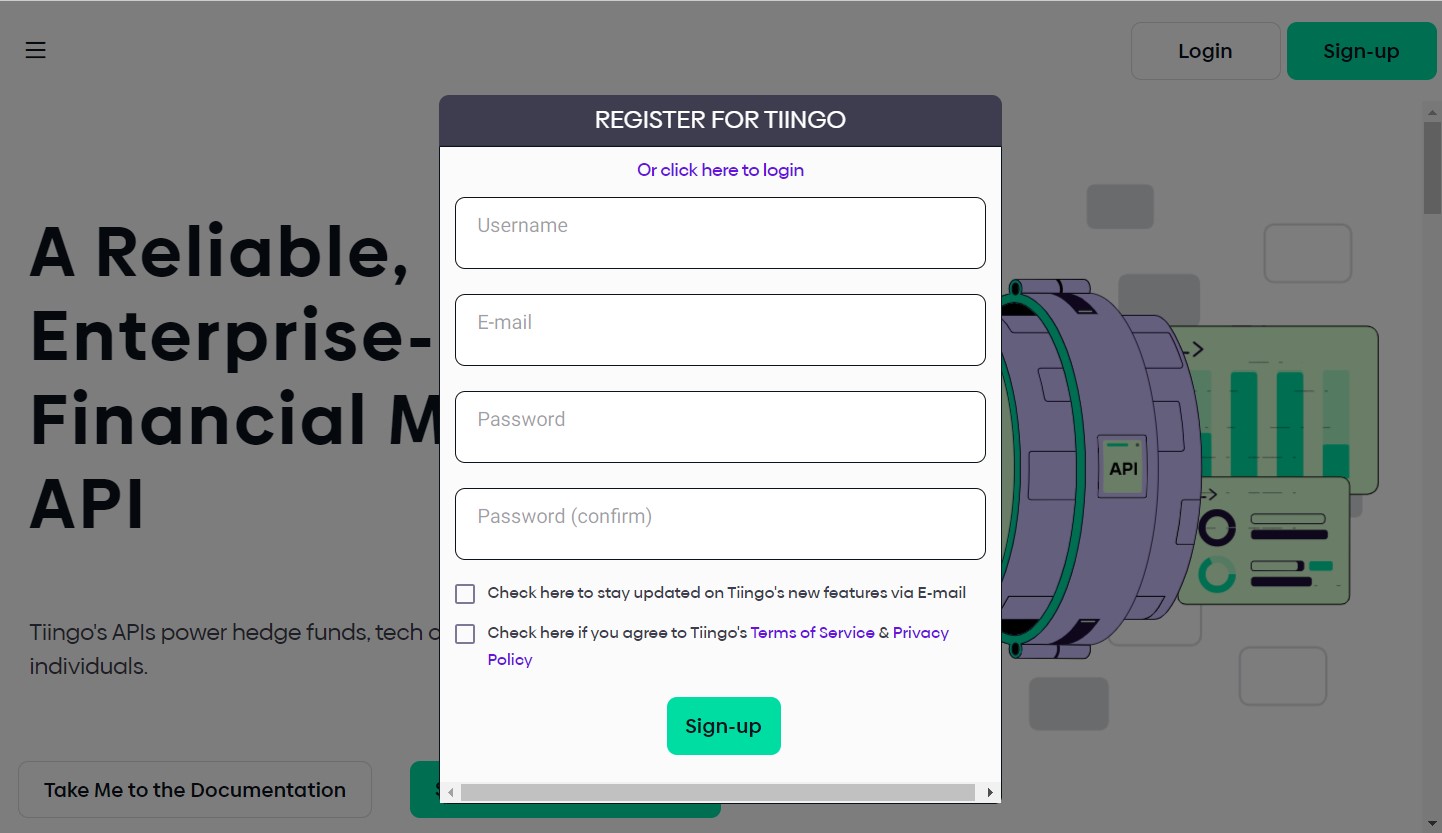 Login
Sign-up
REGISTER FOR TIINGO
Or click here to login
Username
E-mail
Password
Password (confirm)
Check here to stay updated on Tiingo's new features via E-mail
Check here if you agree to Tiingo's Terms of Service & Privacy
Policy
Sign-up
A Reliable,
Enterprise-
Financial
API
Tiingo's APIs power hedge funds, tech
individuals.
Take Me to the Documentation
API